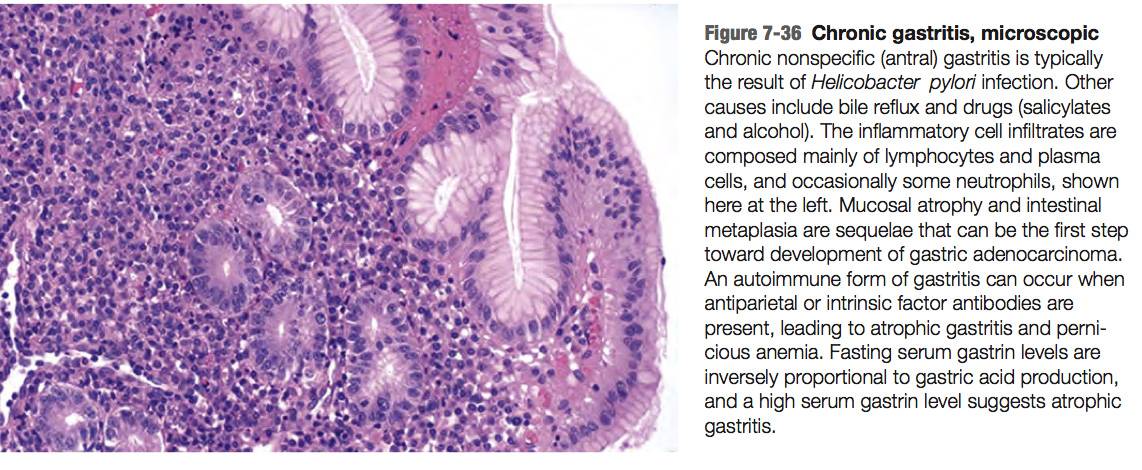 Figure 7-36 Chronic gastritis, microscopic
Chronic nonspecific (antral) gastritis is typically
the result of Helicobacter pylori infection. Other
causes include bile reflux and drugs (salicylates
and alcohol). The inflammatory cell infiltrates are
composed mainly of lymphocytes and plasma
cells, and occasionally some neutrophils, shown
here at the left. Mucosal atrophy and intestinal
metaplasia are sequelae that can be the first step
toward development of gastric adenocarcinoma.
An autoimmune form of gastritis can occur when
antiparietal or intrinsic factor antibodies are
present, leading to atrophic gastritis and perni-
cious anemia. Fasting serum gastrin levels are
inversely proportional to gastric acid production,
and a high serum gastrin level suggests atrophic
gastritis.